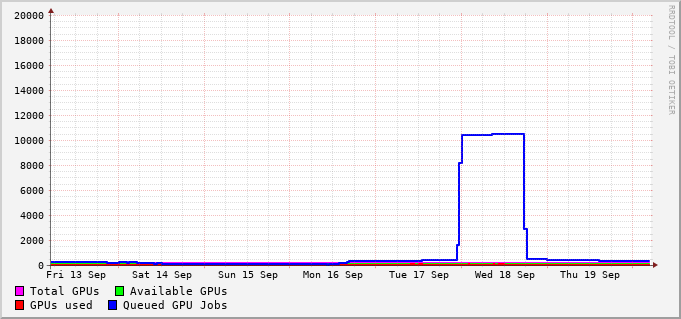 20000
18000
16000
14000
12000
10000
8000
6000
4000
2000
0
Fri 13 Sep Sat 14 Sep Sun 15 Sep Mon 16 Sep Tue 17 Sep Wed 18 Sep Thu 19 Sep
Total GPUs Available GPUs
GPUs used Queued GPU Jobs
RRDTOOL / TOBI OETIKER